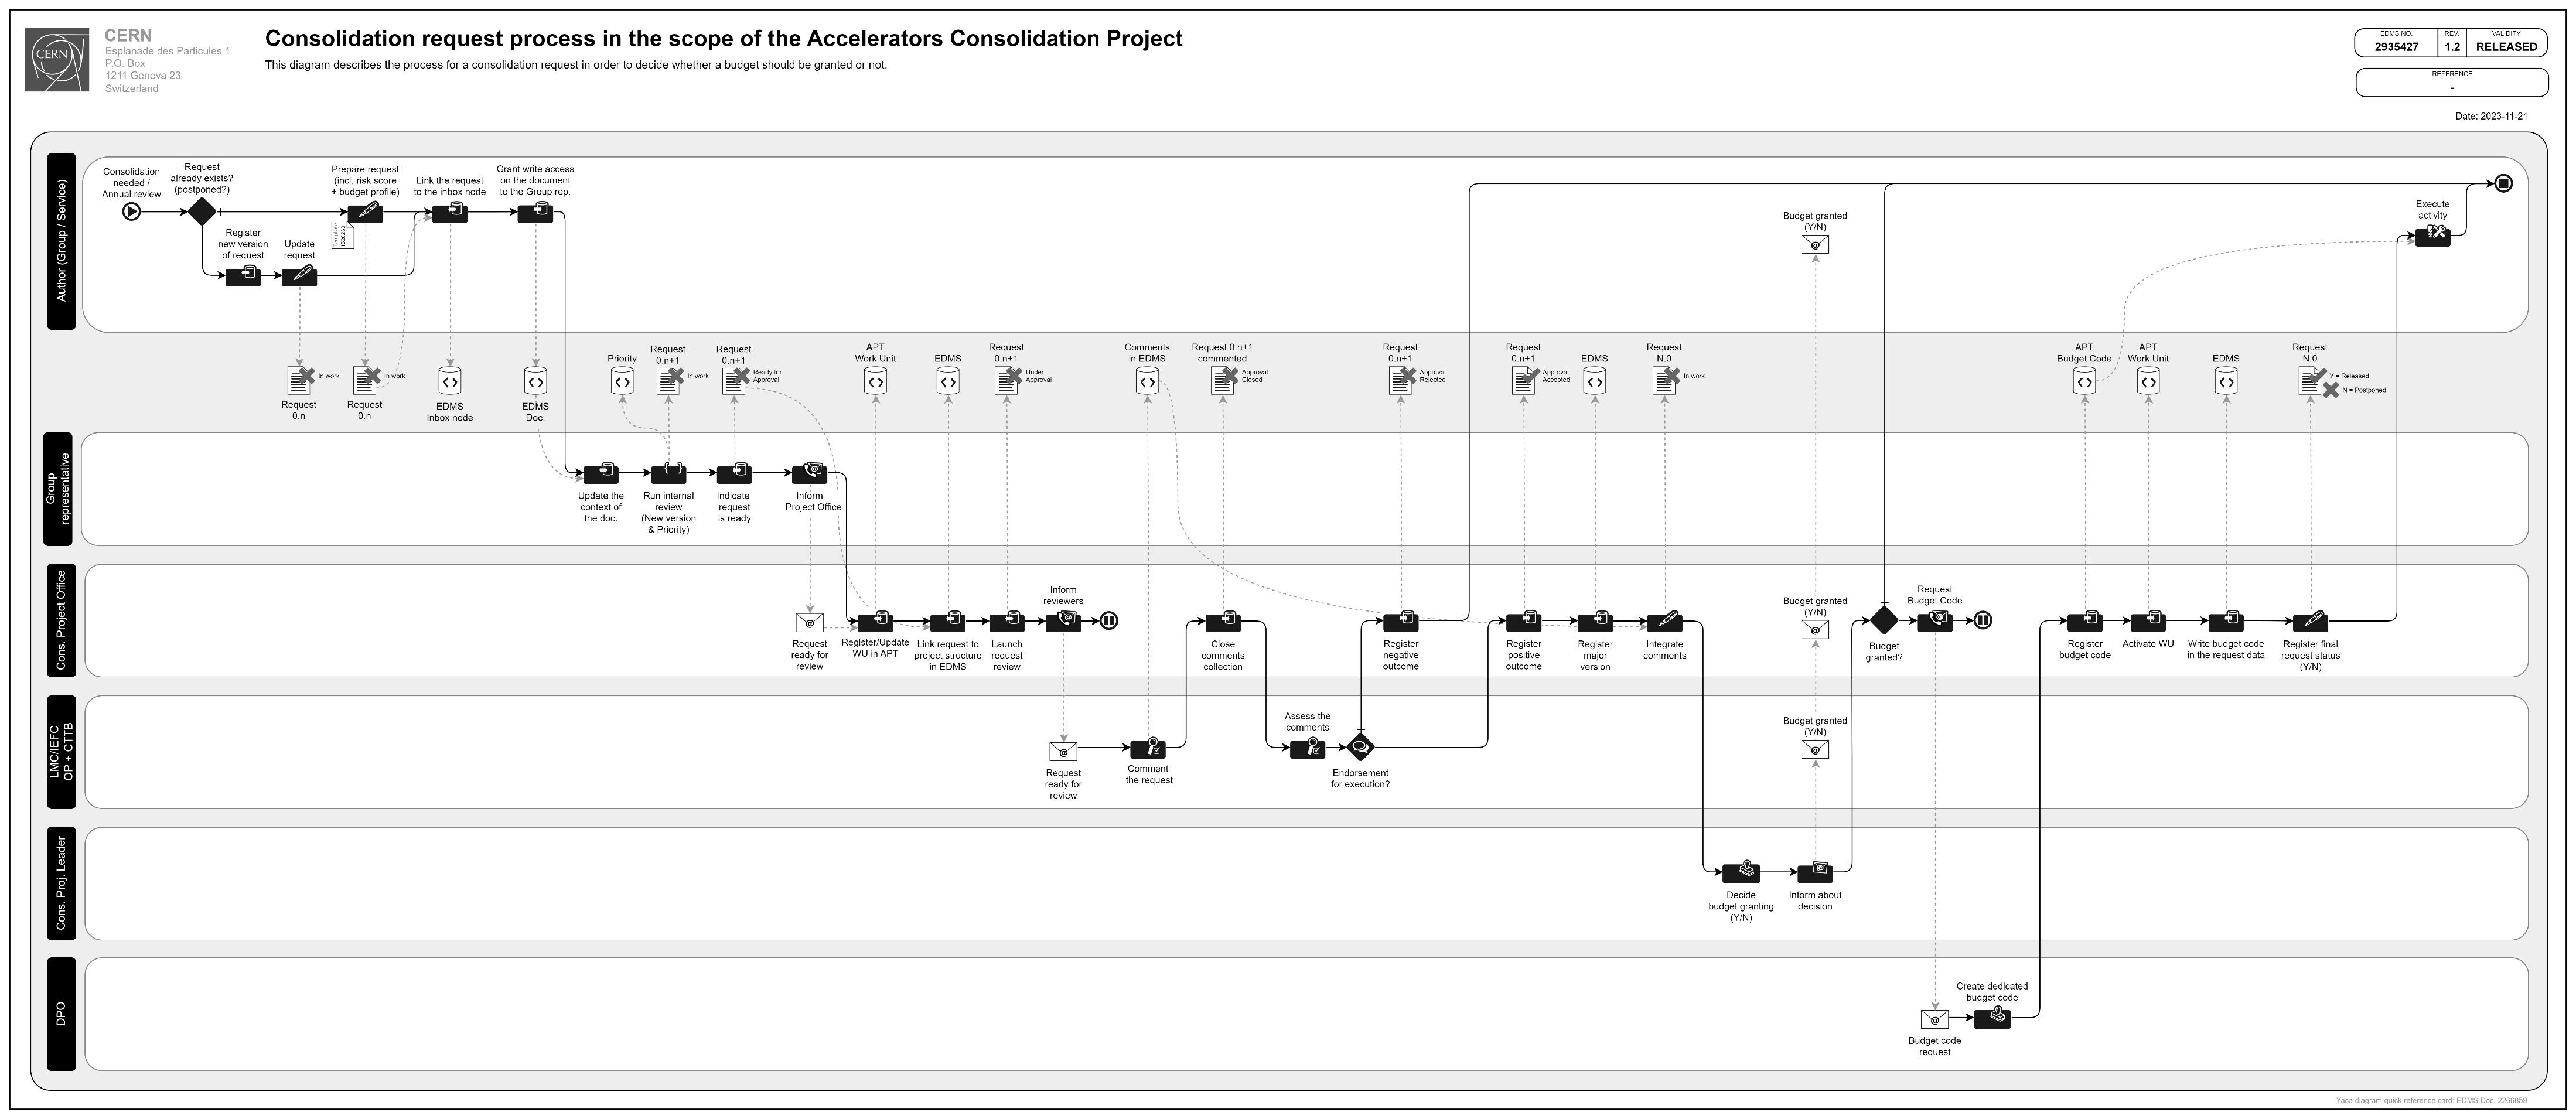 CERN
CERN
Esplanade des Particules 1
P.O. Box
1211 Geneva 23
Switzerland
Consolidation request process in the scope of the Accelerators Consolidation Project
This diagram describes the process for a consolidation request in order to decide whether a budget should be granted or not,
EDMS NO.
2935427
REV.
1.2
VALIDITY
RELEASED
REFERENCE
-
Date: 2023-11-21
Author (Group / Service)
Consolidation
needed /
Annual review
Request
already exists?
(postponed?)
Prepare request
(incl. risk score
+ budget profile)
Link the request
to the inbox node
Grant write access
on the document
to the Group rep.
Register
new version
of request
Update
request
Budget granted
(Y/N)
@
Execute
activity
In work
Request
0.n
In work
Request
0.n
EDMS
Inbox node
EDMS
Doc.
Priority
Request
0.n+1
In work
Request
0.n+1
Ready for
Approval
APT
Work Unit
EDMS
Request
0.n+1
Under
Approval
Comments
in EDMS
Request 0.n+1
commented
Approval
Closed
Request
0.n+1
Approval
Rejected
Request
0.n+1
Approval
Accepted
EDMS
Request
N.0
In work
APT
Budget Code
APT
Work Unit
EDMS
Request
N.0
Y = Released
N = Postponed
Group
representative
Update the
context of
the doc.
Run internal
review
(New version
& Priority)
Indicate
request
is ready
Inform
Project Office
Cons. Project Office
@
Request
ready for
review
Register/Update
WU in APT
Link request to
project structure
in EDMS
Launch
request
review
Inform
reviewers
Close
comments
collection
Register
negative
outcome
Register
positive
outcome
Register
major
version
Integrate
comments
Budget granted
(Y/N)
@
Budget
granted?
Request
Budget Code
Register
budget code
Activate WU
Write budget code
in the request data
Register final
request status
(Y/N)
LMC/IEFC
OP + CTTB
@
Request
ready for
review
Comment
the request
Assess the
comments
Endorsement
for execution?
Budget granted
(Y/N)
@
Cons. Proj. Leader
Decide
budget granting
(Y/N)
Inform about
decision
DPO
@
Budget code
request
Create dedicated
budget code
Yaca diagram quick reference card: EDMS Doc. 2266859